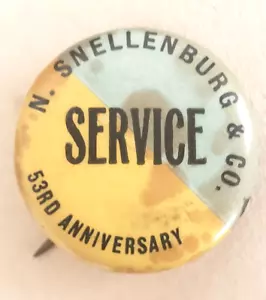 N. SNELLENBURG & CO.
SERVICE
53RD ANNIVERSARY